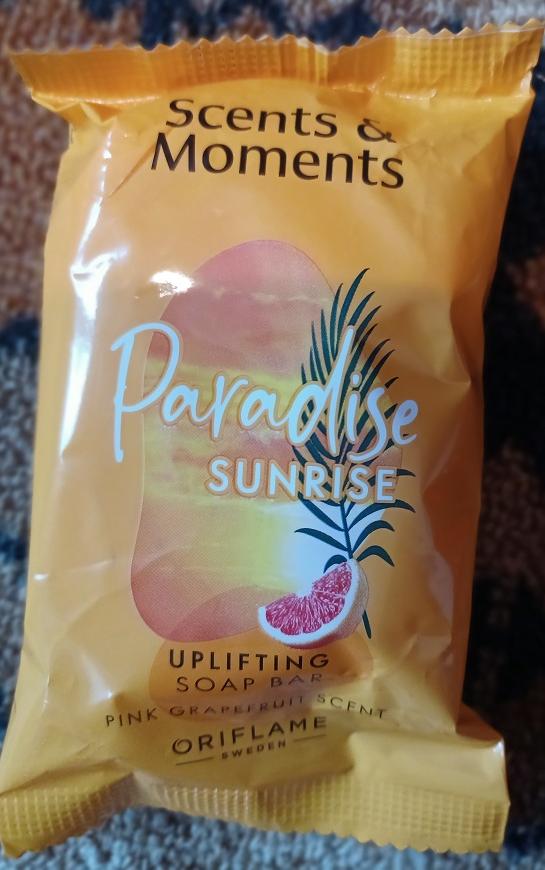 Scents &
Moments
Paradise
SUNRISE
UPLIFTING
SOAP BAR
PINK GRAPEFRUIT SCENT
ORIFLAME
SWEDEN